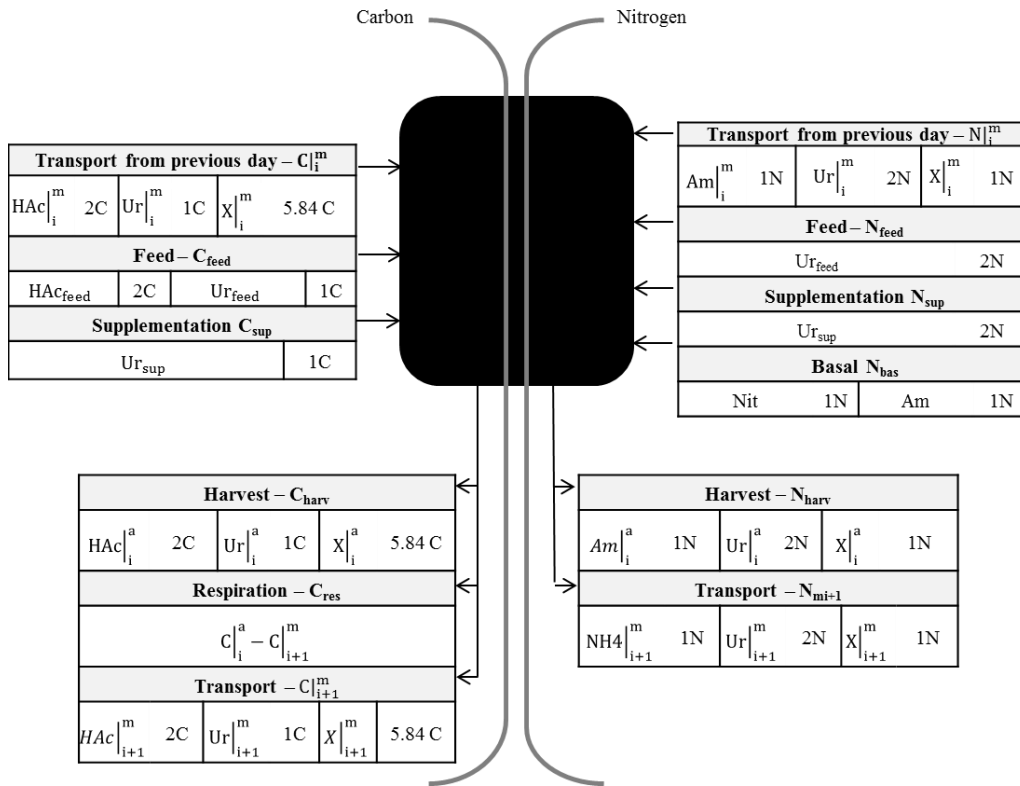 Carbon
Nitrogen
Transport from previous day – C|ᵢᵐ
HAc|ᵢᵐ 2C Ur|ᵢᵐ 1C X|ᵢᵐ 5.84 C
Feed – C_feed
HAc_feed 2C Ur_feed 1C
Supplementation C_sup
Ur_sup 1C
Transport from previous day – N|ᵢᵐ
Am|ᵢᵐ 1N Ur|ᵢᵐ 2N X|ᵢᵐ 1N
Feed – N_feed
Ur_feed 2N
Supplementation N_sup
Ur_sup 2N
Basal N_bas
Nit 1N Am 1N
Harvest – C_harv
HAc|ᵢᵃ 2C Ur|ᵢᵃ 1C X|ᵢᵃ 5.84 C
Respiration – C_res
C|ᵢᵃ – C|ᵢ₊₁ᵐ
Transport – C|ᵢ₊₁ᵐ
HAc|ᵢ₊₁ᵐ 2C Ur|ᵢ₊₁ᵐ 1C X|ᵢ₊₁ᵐ 5.84 C
Harvest – N_harv
Am|ᵢᵃ 1N Ur|ᵢᵃ 2N X|ᵢᵃ 1N
Transport – N_mi+1
NH4|ᵢ₊₁ᵐ 1N Ur|ᵢ₊₁ᵐ 2N X|ᵢ₊₁ᵐ 1N